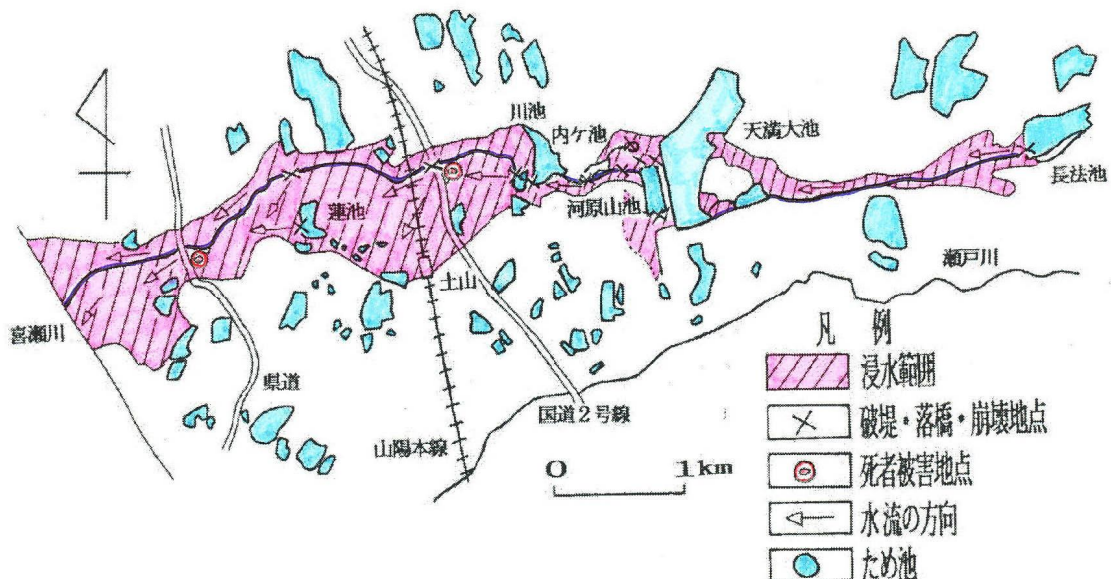 川池
内ケ池
天満大池
長法池
河原山池
蓮池
瀬戸川
土山
喜瀬川
県道
国道2号線
山陽本線
0 1km
凡 例
浸水範囲
破堤・落橋・崩壊地点
死者被害地点
水流の方向
ため池